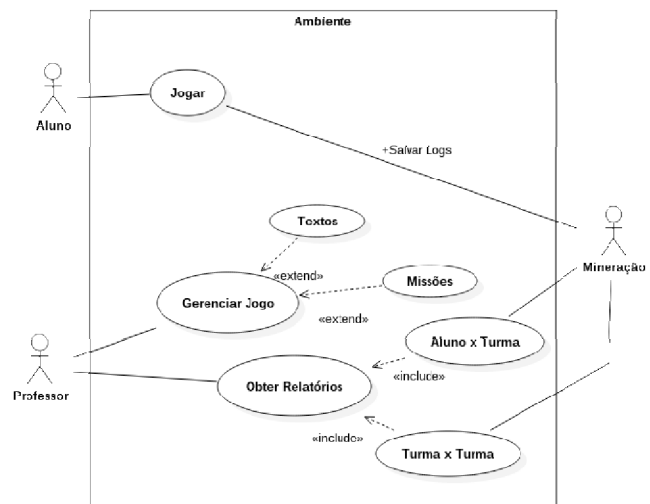 Ambiente
Jogar
Aluno
+Salvar Logs
Textos
«extend»
Mineração
Missões
Gerenciar Jogo
«extend»
Aluno x Turma
«include»
Professor
Obter Relatórios
«include»
Turma x Turma